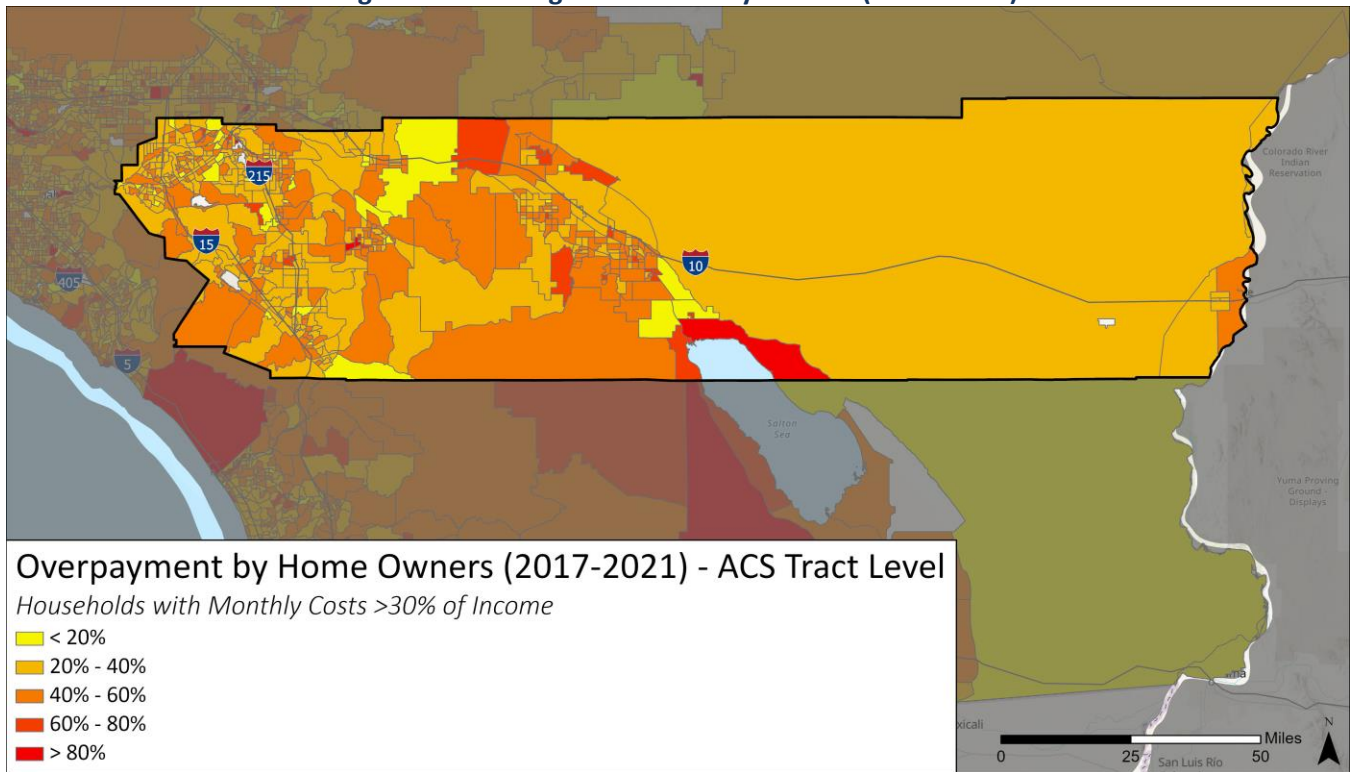 215
15
10
405
5
Colorado River
Indian
Reservation
Salton
Sea
Yuma Proving
Ground -
Displays
Overpayment by Home Owners (2017-2021) - ACS Tract Level
Households with Monthly Costs >30% of Income
< 20%
20% - 40%
40% - 60%
60% - 80%
> 80%
xicali
ma
San Luis Río
0
25
50
Miles
N